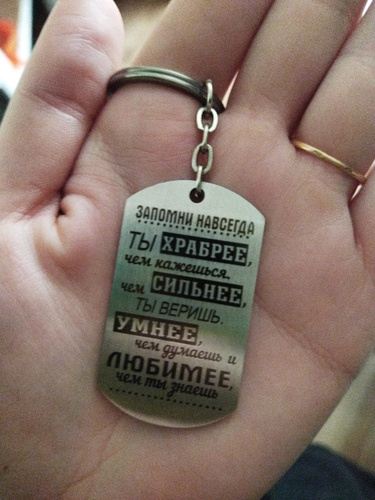 ЗАПОМНИ НАВСЕГДА
ТЫ ХРАБРЕЕ,
чем кажешься.
чем СИЛЬНЕЕ,
ТЫ ВЕРИШЬ.
УМНЕЕ,
чем думаешь и
ЛЮБИМЕЕ,
чем ты знаешь